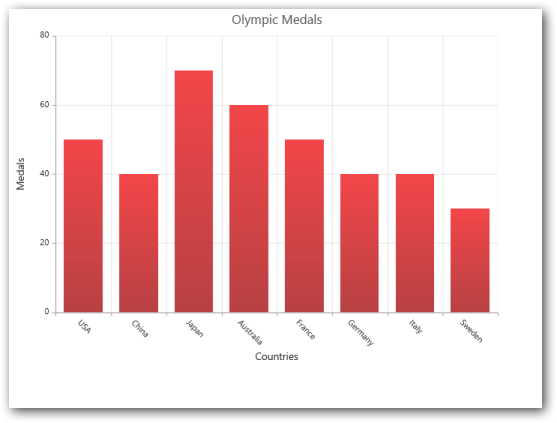 Olympic Medals
80
60
40
20
0
Medals
USA
China
Japan
Australia
France
Germany
Italy
Sweden
Countries